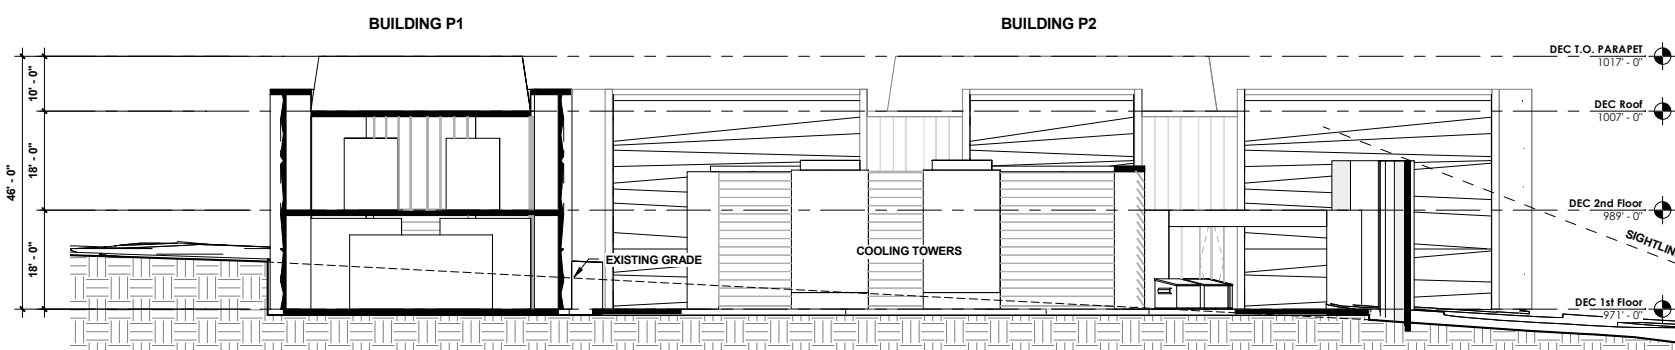 BUILDING P1
BUILDING P2
DEC T.O. PARAPET
1017' - 0"
10' - 0"
DEC Roof
1007' - 0"
18' - 0"
46' - 0"
DEC 2nd Floor
989' - 0"
SIGHTLIN
COOLING TOWERS
EXISTING GRADE
18' - 0"
DEC 1st Floor
971' - 0"